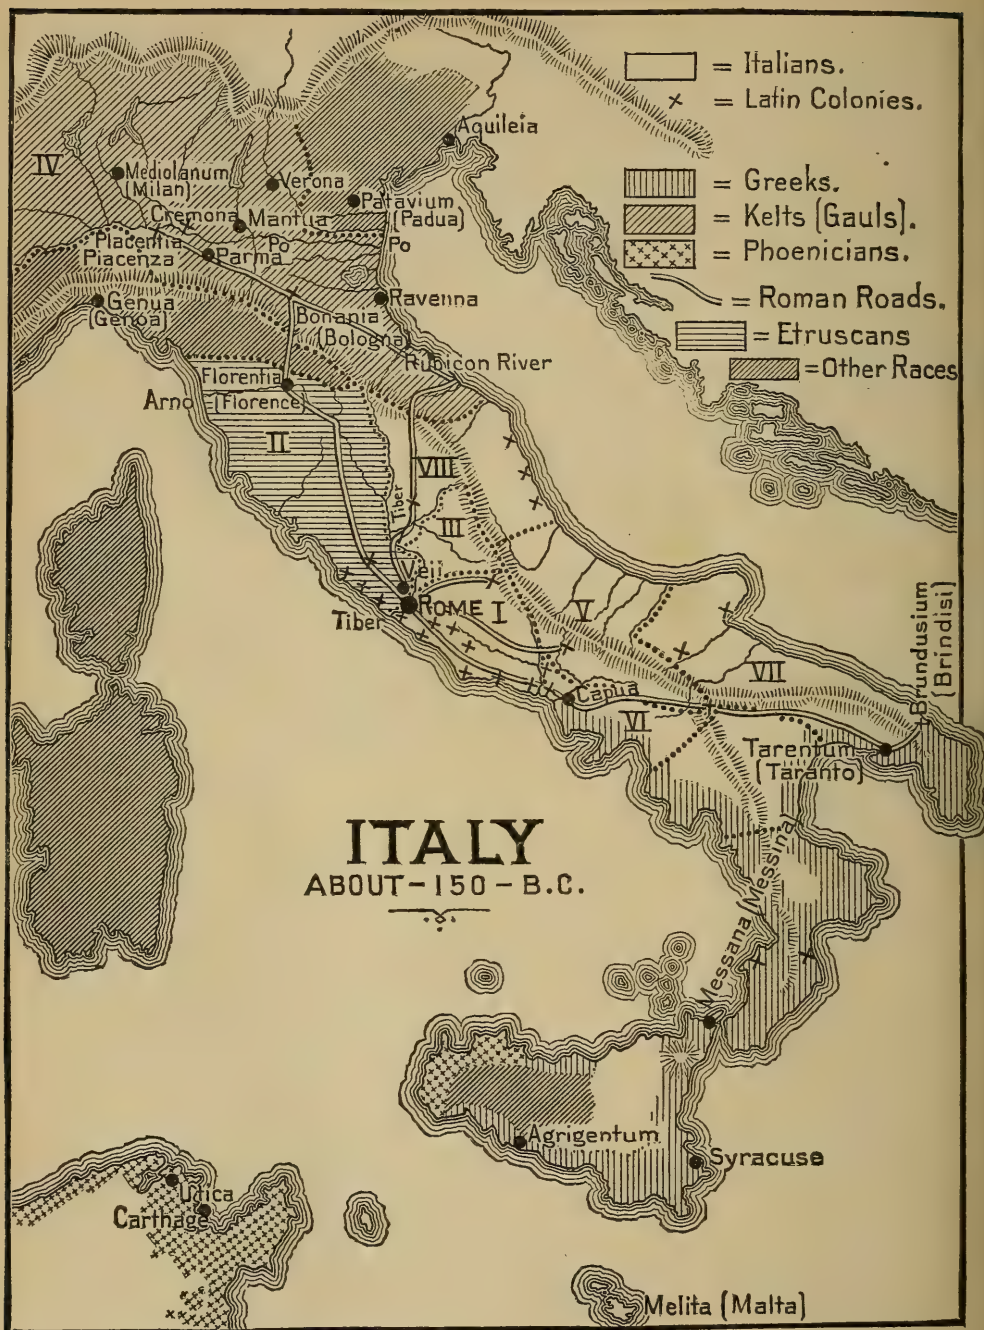 = Italians.
× = Latin Colonies.
= Greeks.
= Kelts (Gauls).
= Phoenicians.
= Roman Roads.
= Etruscans
= Other Races
Aquileia
IV
Mediolanum
(Milan)
Verona
Patavium
(Padua)
Cremona
Mantua
Po
Po
Placentia
Piacenza
Parma
Genua
(Genoa)
Ravenna
Bonania
(Bologna)
Rubicon River
Florentia
(Florence)
Arno
II
VIII
Tiber
III
Veii
ROME
I
Tiber
V
Capua
VI
VII
Brundusium
(Brindisi)
Tarentum
(Taranto)
ITALY
ABOUT-150-B.C.
Messana (Messina)
Agrigentum
Syracuse
Utica
Carthage
Melita (Malta)